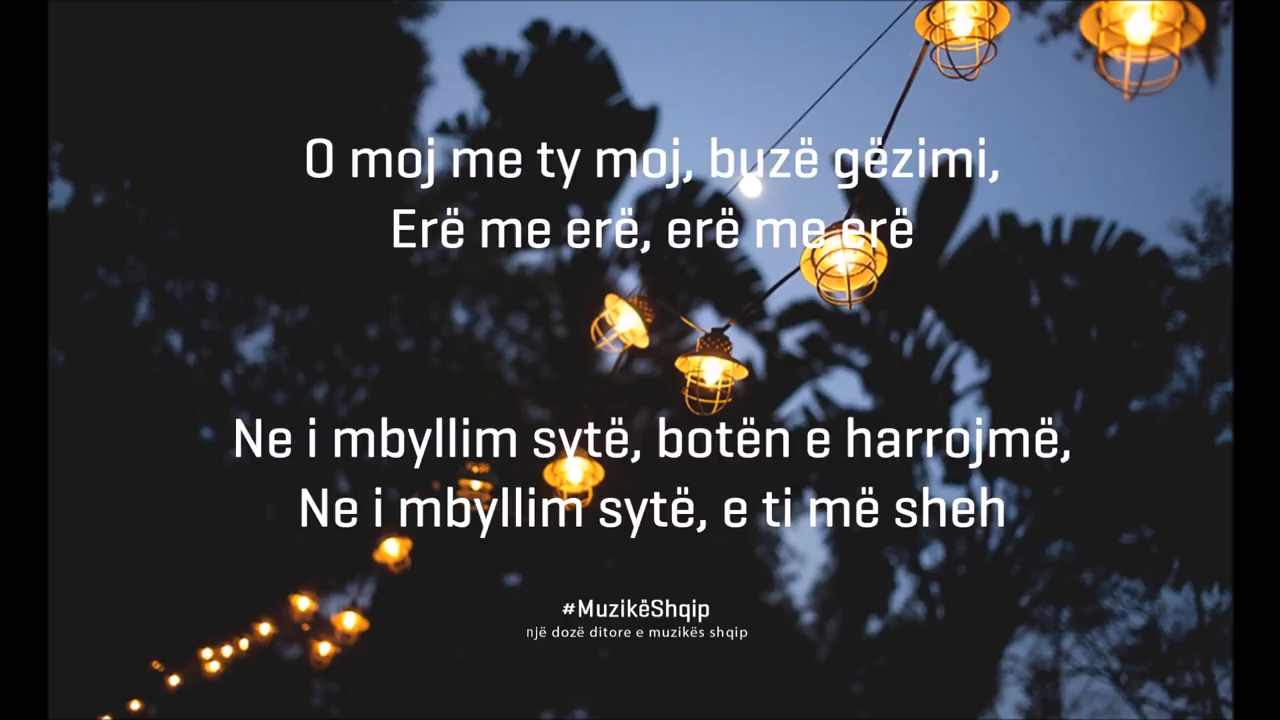 O moj me ty moj, buzë gëzimi,
Erë me erë, erë me erë
Ne i mbyllim sytë, botën e harrojmë,
Ne i mbyllim sytë, e ti më sheh
#MuzikëShqip
një dozë ditore e muzikës shqip